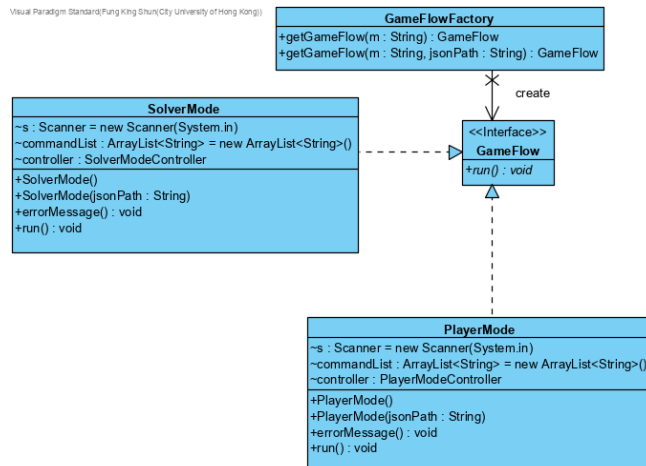 Visual Paradigm Standard(Fung King Shun(City University of Hong Kong))
GameFlowFactory
+getGameFlow(m : String) : GameFlow
+getGameFlow(m : String, jsonPath : String) : GameFlow
create
SolverMode
~s : Scanner = new Scanner(System.in)
~commandList : ArrayList<String> = new ArrayList<String>()
~controller : SolverModeController
+SolverMode()
+SolverMode(jsonPath : String)
+errorMessage() : void
+run() : void
<<Interface>>
GameFlow
+run() : void
PlayerMode
~s : Scanner = new Scanner(System.in)
~commandList : ArrayList<String> = new ArrayList<String>()
~controller : PlayerModeController
+PlayerMode()
+PlayerMode(jsonPath : String)
+errorMessage() : void
+run() : void